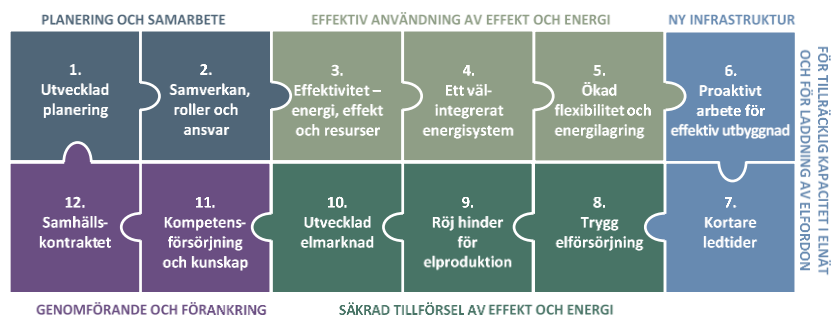 PLANERING OCH SAMARBETE
EFFEKTIV ANVÄNDNING AV EFFEKT OCH ENERGI
NY INFRASTRUKTUR
1.
Utvecklad
planering
2.
Samverkan,
roller och
ansvar
3.
Effektivitet –
energi, effekt
och resurser
4.
Ett väl-
integrerat
energisystem
5.
Ökad
flexibilitet och
energilagring
6.
Proaktivt
arbete för
effektiv utbyggnad
FÖR TILLRÄCKLIG KAPACITET I ELNÄT
OCH FÖR LADDNING AV ELFORDON
12.
Samhälls-
kontraktet
11.
Kompetens-
försörjning
och kunskap
10.
Utvecklad
elmarknad
9.
Röj hinder
för
elproduktion
8.
Trygg
elförsörjning
7.
Kortare
ledtider
GENOMFÖRANDE OCH FÖRANKRING
SÄKRAD TILLFÖRSEL AV EFFEKT OCH ENERGI